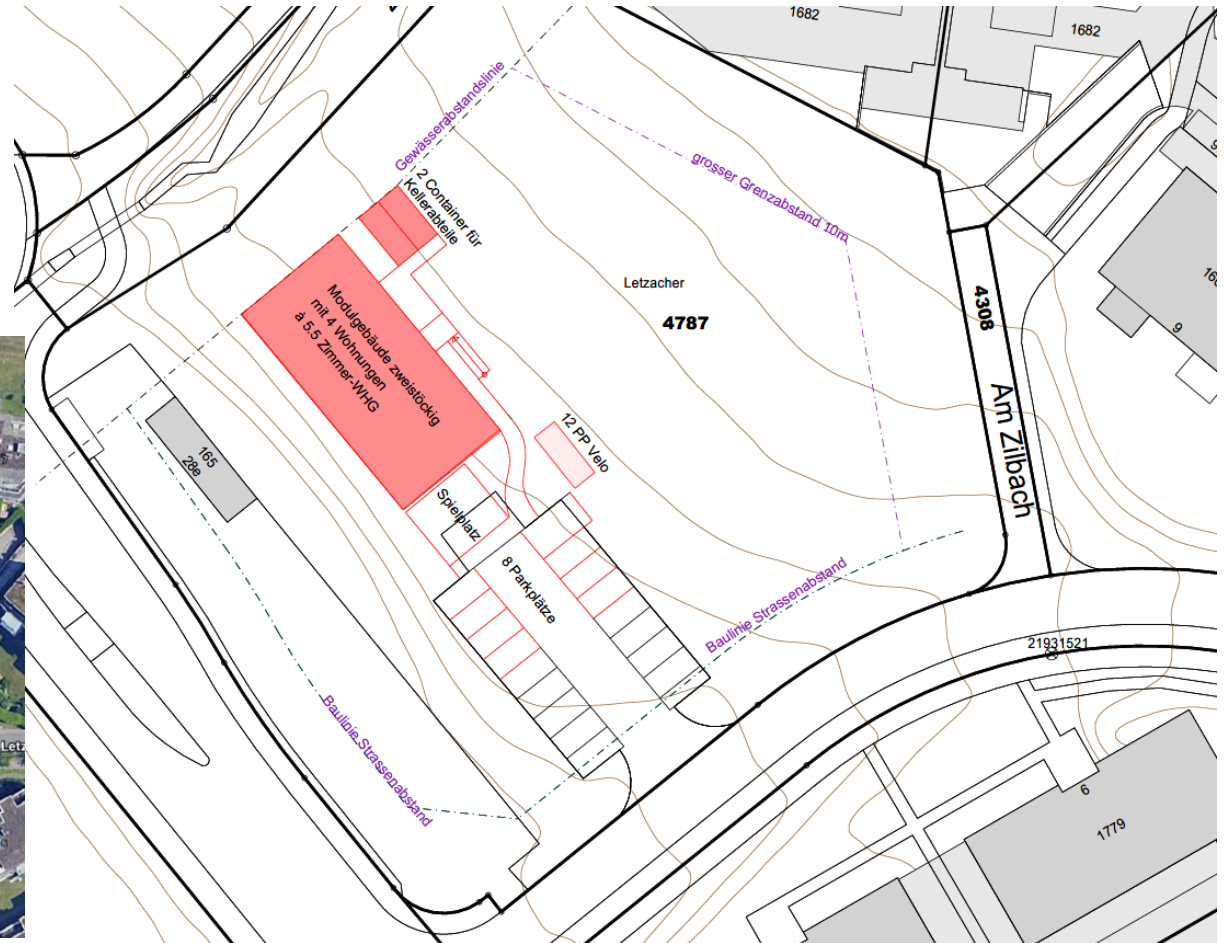 1682
1682
Gewässerabstandslinie
2 Container für
Kellerabteile
grosser Grenzabstand 10m
Letzacher
4787
4308
Am Zilbach
9
Modulgebäude zweistöckig
mit 4 Wohnungen
à 5.5 Zimmer-WHG
165
28e
12 PP Velo
Spielplatz
8 Parkplätze
Baulinie Strassenabstand
Baulinie Strassenabstand
21931521
6
1779